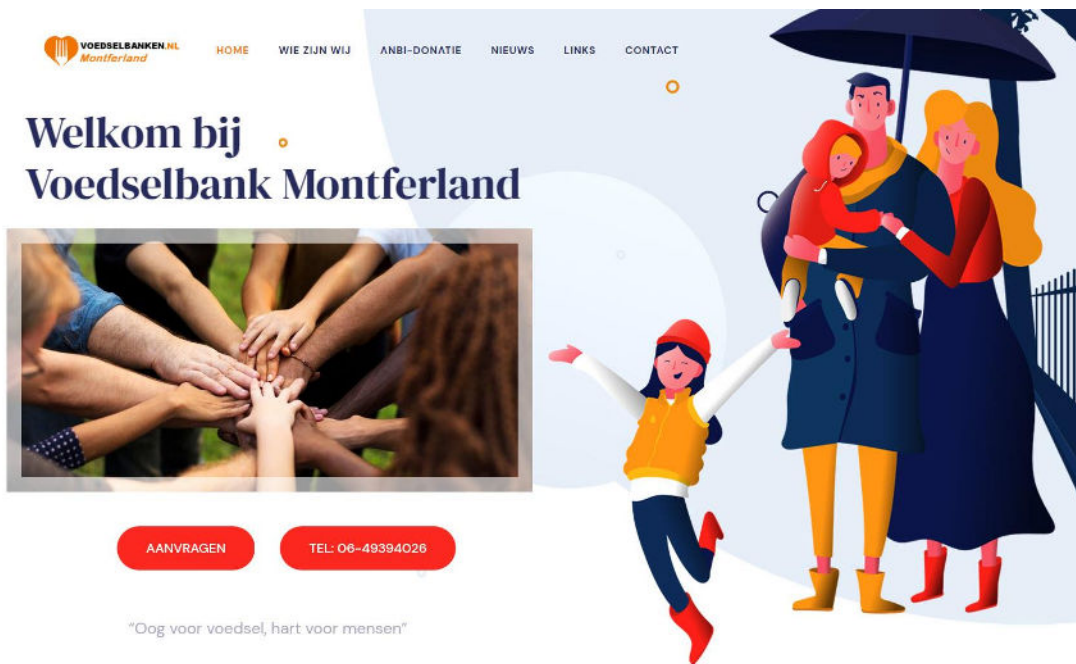 VOEDSELBANKEN.NL
Montferland
HOME WIE ZIJN WIJ ANBI-DONATIE NIEUWS LINKS CONTACT
Welkom bij
Voedselbank Montferland
AANVRAGEN TEL: 06-49394026
“Oog voor voedsel, hart voor mensen”